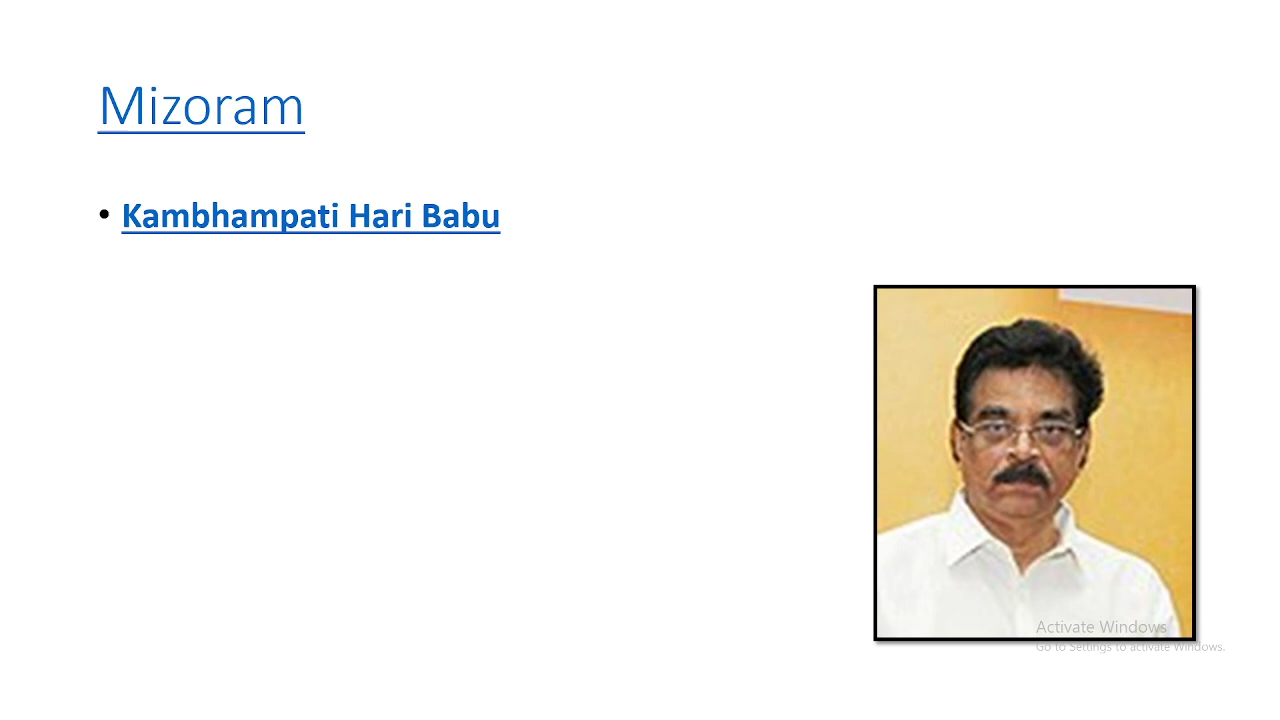 Mizoram
• Kambhampati Hari Babu
Activate Windows
Go to Settings to activate Windows.